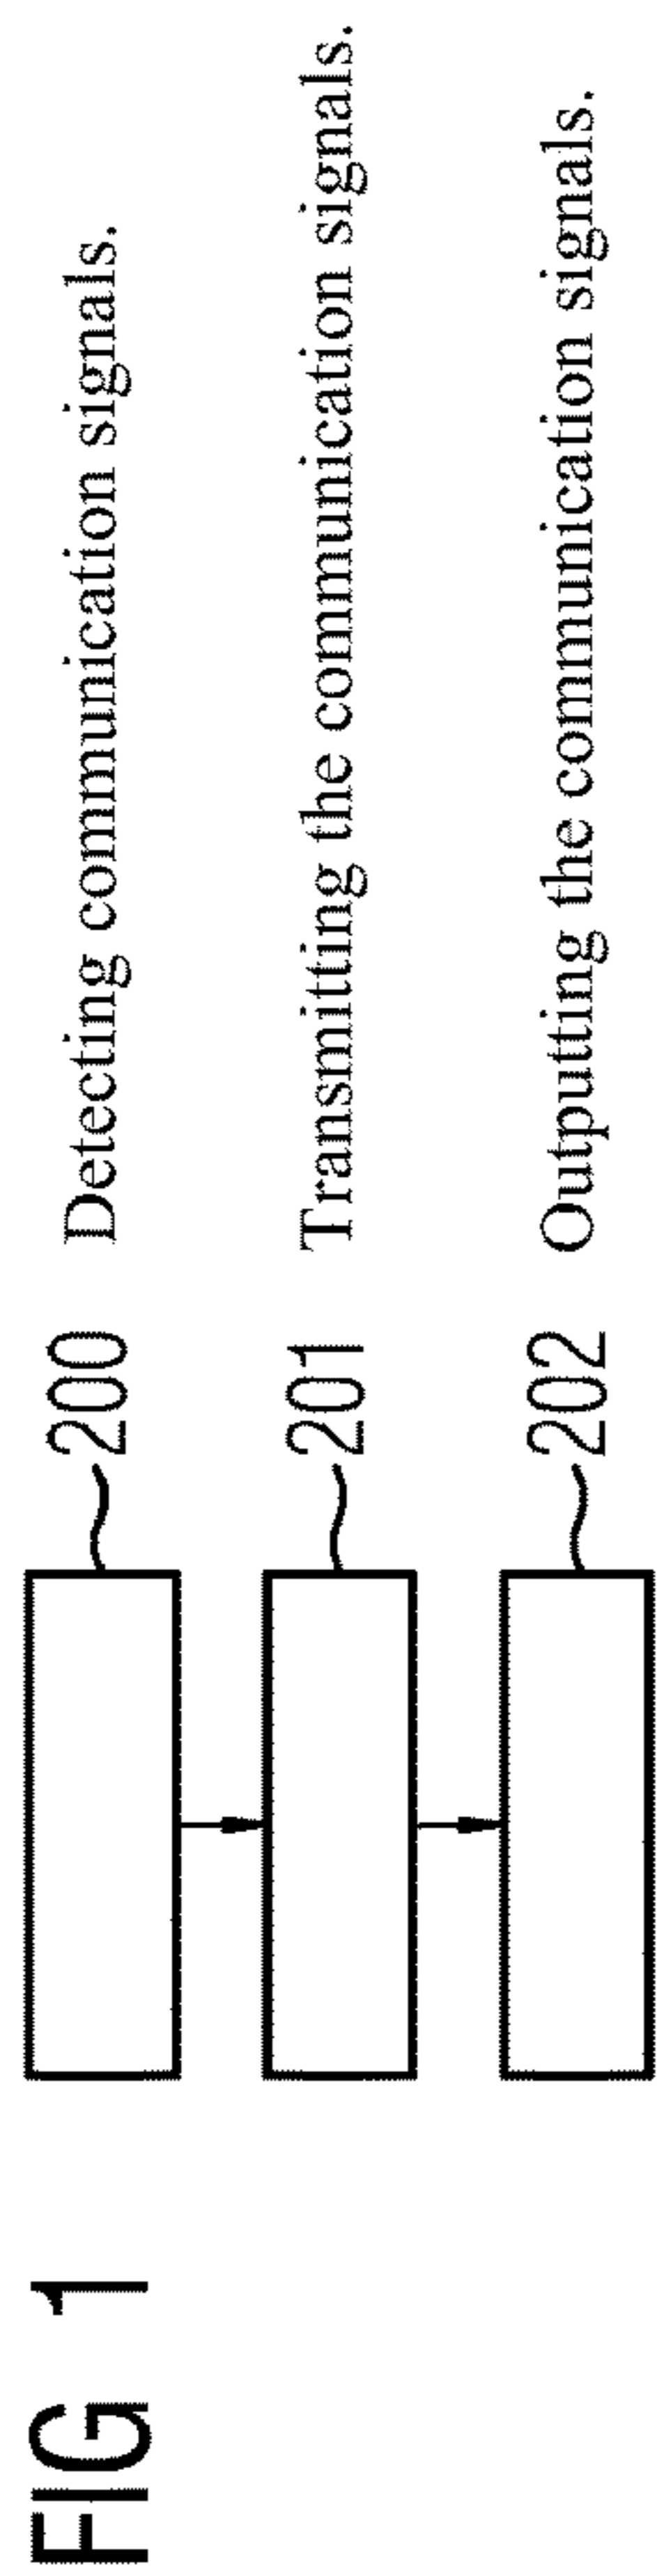 FIG 1
200 Detecting communication signals.
201 Transmitting the communication signals.
202 Outputting the communication signals.